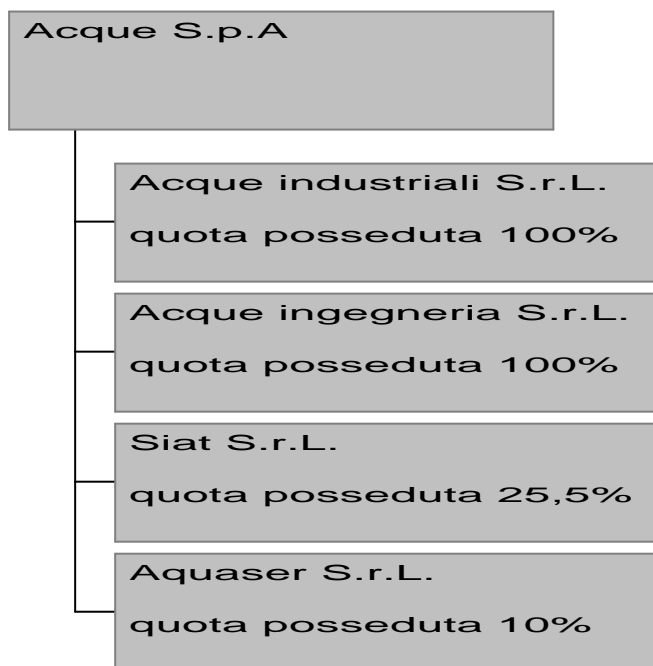 Acque S.p.A
Acque industriali S.r.L.
quota posseduta 100%
Acque ingegneria S.r.L.
quota posseduta 100%
Siat S.r.L.
quota posseduta 25,5%
Aquaser S.r.L.
quota posseduta 10%